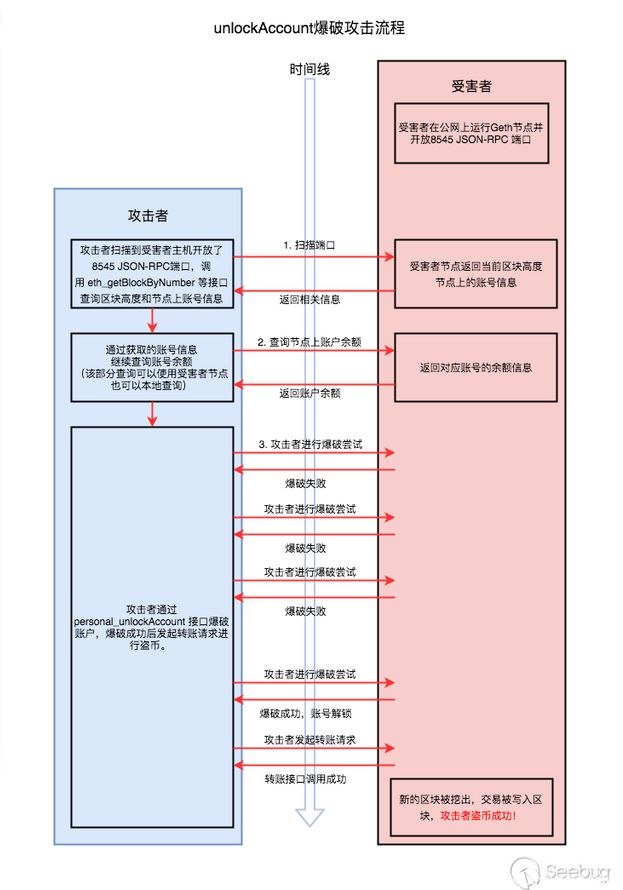 unlockAccount爆破攻击流程
时间线
受害者
受害者在公网上运行Geth节点并
开放8545 JSON-RPC 端口
攻击者
攻击者扫描到受害者主机开放了
8545 JSON-RPC端口，调
用 eth_getBlockByNumber 等接口
查询区块高度和节点上账号信息
1. 扫描端口
返回相关信息
受害者节点返回当前区块高度
节点上的账号信息
通过获取的账号信息
继续查询账号余额
（该部分查询可以使用受害者节点
也可以本地查询）
2. 查询节点上账户余额
返回账户余额
返回对应账号的余额信息
3. 攻击者进行爆破尝试
爆破失败
攻击者进行爆破尝试
爆破失败
攻击者进行爆破尝试
爆破失败
攻击者通过
personal_unlockAccount 接口爆破
账户，爆破成功后发起转账请求进
行盗币。
攻击者进行爆破尝试
爆破成功，账号解锁
攻击者发起转账请求
转账接口调用成功
新的区块被挖出，交易被写入区
块，攻击者盗币成功！
Seebug